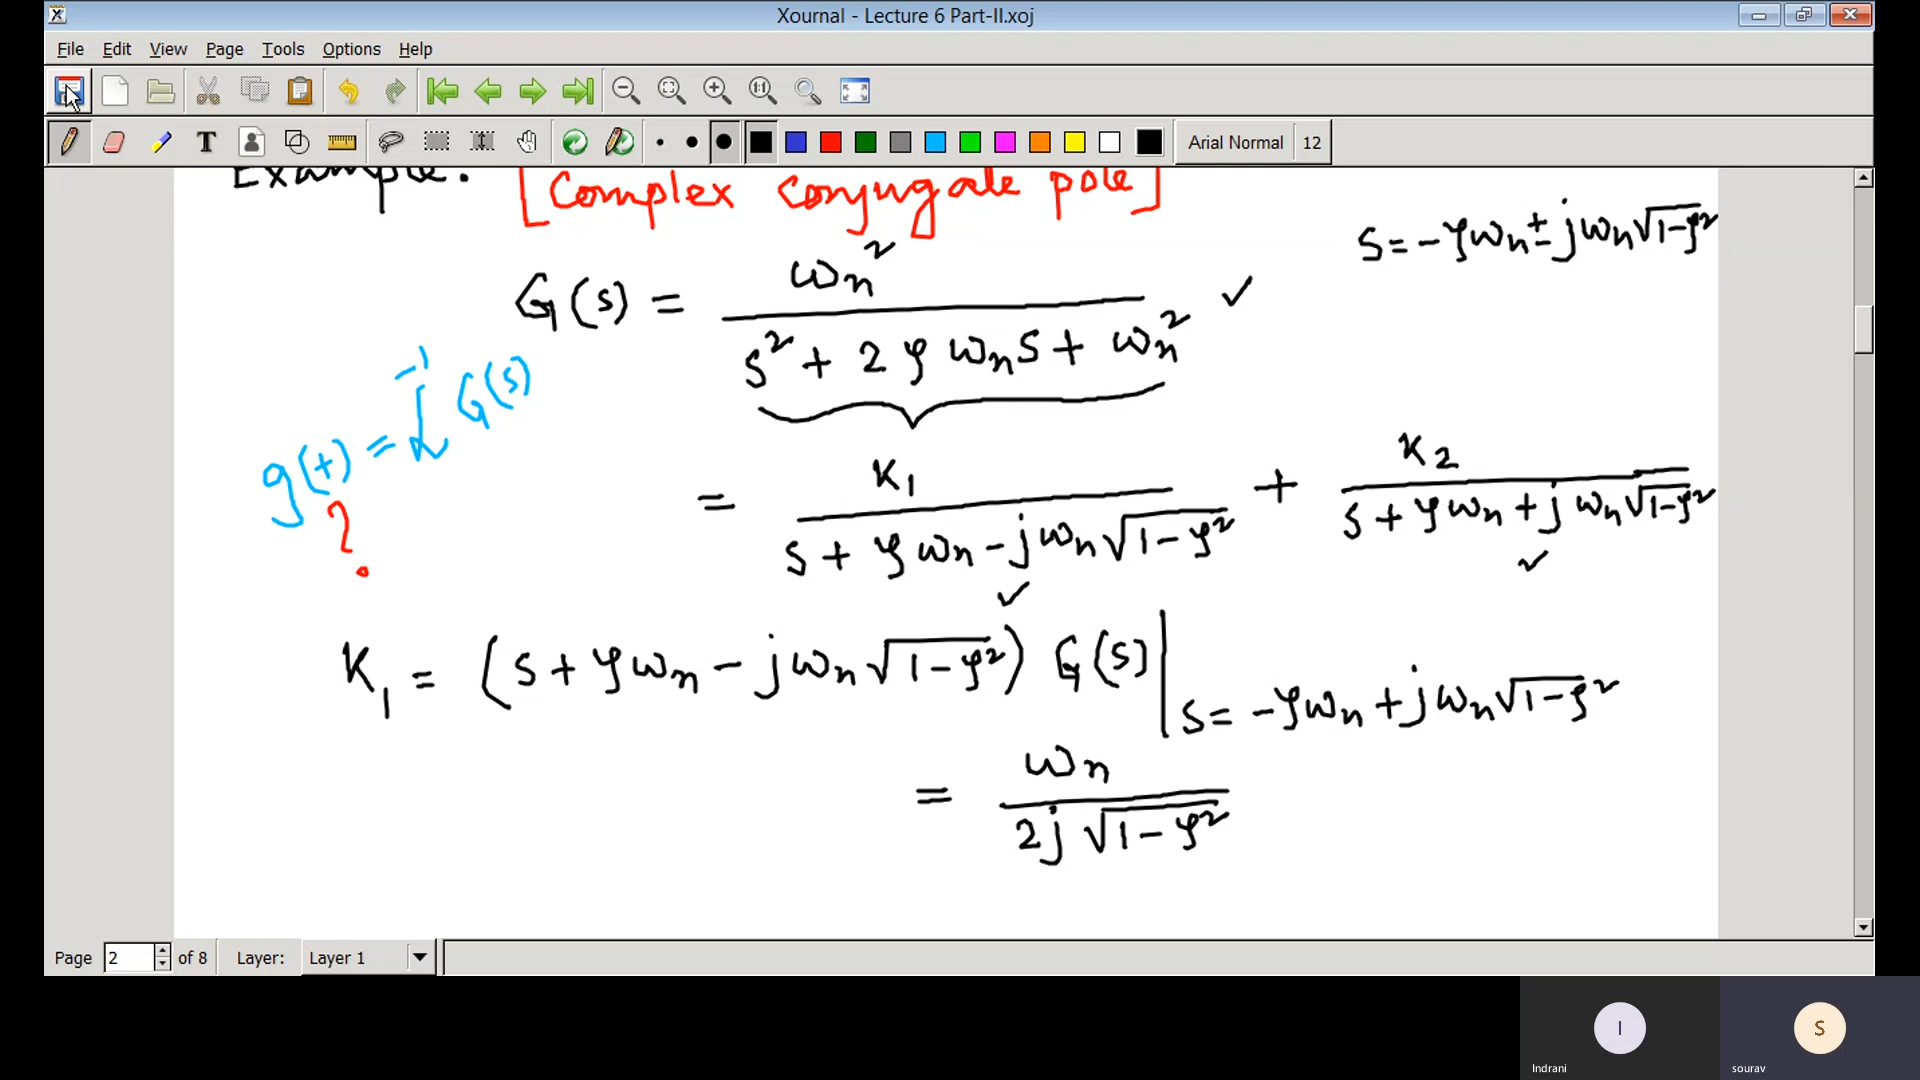 Xournal - Lecture 6 Part-II.xoj
File Edit View Page Tools Options Help
Arial Normal 12
Example: [Complex conjugate pole]
s = -ζωn ± jωn√1-ζ²
G(s) = ωn² / s² + 2ζωns + ωn² ✓
g(t) = L⁻¹ G(s)
?
= K₁ / s + ζωn - jωn√1-ζ² + K₂ / s + ζωn + jωn√1-ζ²
✓ ✓
K₁ = (s + ζωn - jωn√1-ζ²) G(s) | s = -ζωn + jωn√1-ζ²
= ωn / 2j√1-ζ²
Page 2 of 8 Layer: Layer 1
I S
Indrani sourav